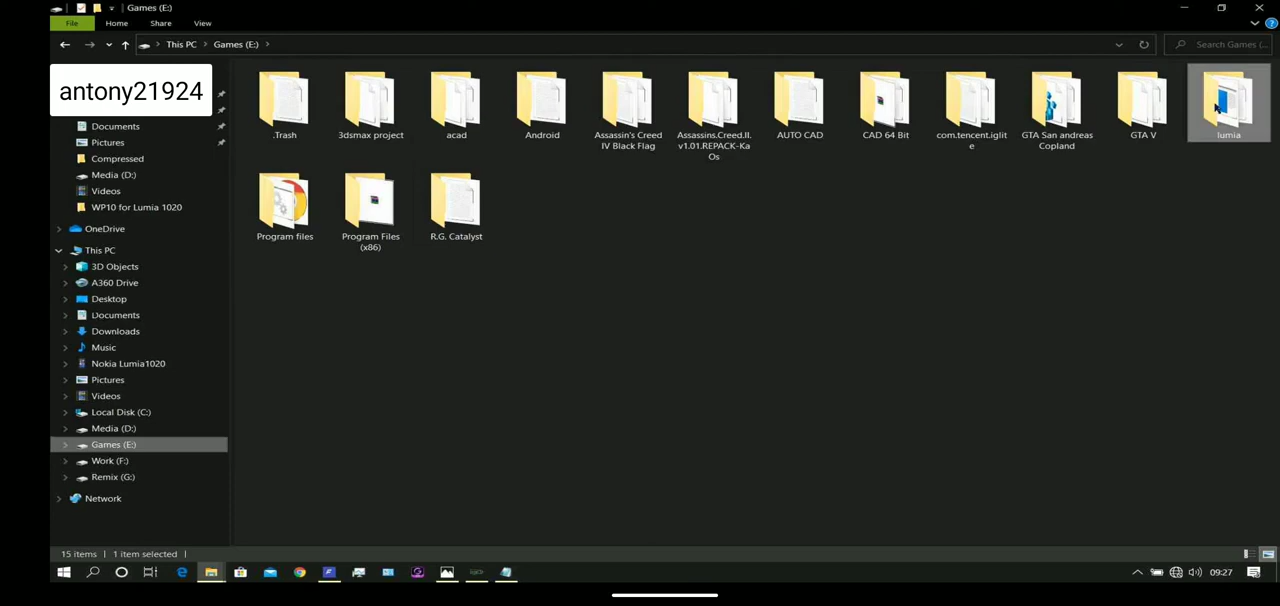 Games (E:)
File Home Share View
This PC Games (E:)
Search Games (...
antony21924
Documents
Pictures
Compressed
Media (D:)
Videos
WP10 for Lumia 1020
OneDrive
This PC
3D Objects
A360 Drive
Desktop
Documents
Downloads
Music
Nokia Lumia1020
Pictures
Videos
Local Disk (C:)
Media (D:)
Games (E:)
Work (F:)
Remix (G:)
Network
.Trash
3dsmax project
acad
Android
Assassin's Creed
IV Black Flag
Assassins.Creed.II.
v1.01.REPACK-Ka
Os
AUTO CAD
CAD 64 Bit
com.tencent.iglit
e
GTA San andreas
Copland
GTA V
lumia
Program files
Program Files
(x86)
R.G. Catalyst
15 items 1 item selected
09:27